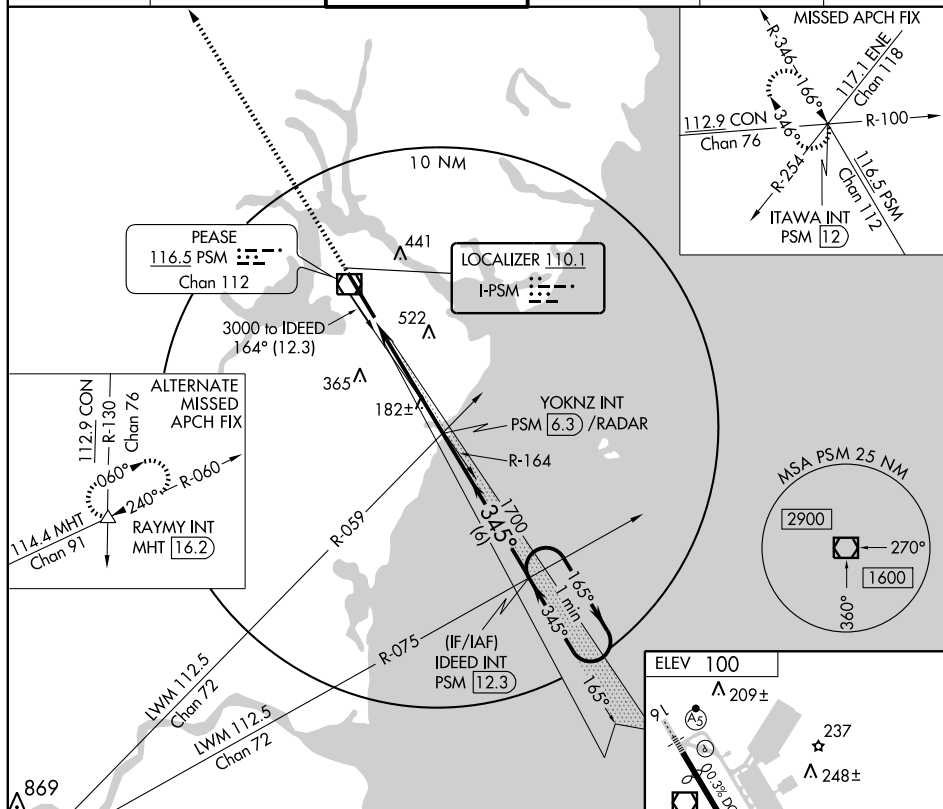 MISSED APCH FIX
R-346
166°
346°
117.1 ENE
Chan 118
112.9 CON
Chan 76
R-100
R-254
116.5 PSM
Chan 112
ITAWA INT
PSM 12
10 NM
PEASE
116.5 PSM
Chan 112
441
LOCALIZER 110.1
I-PSM
3000 to IDEED
164° (12.3)
522
365
182±
YOKNZ INT
PSM 6.3 /RADAR
R-164
ALTERNATE
MISSED
APCH FIX
112.9 CON
R-130
Chan 76
060°
240°
R-060
114.4 MHT
Chan 91
RAYMY INT
MHT 16.2
R-059
1700
345°
(6)
MSA PSM 25 NM
2900
270°
1600
360°
165°
1 min
345°
165°
(IF/IAF)
IDEED INT
PSM 12.3
R-075
LWM 112.5
Chan 72
LWM 112.5
Chan 72
869
ELEV 100
209±
16
A5
237
248±
0.3% D